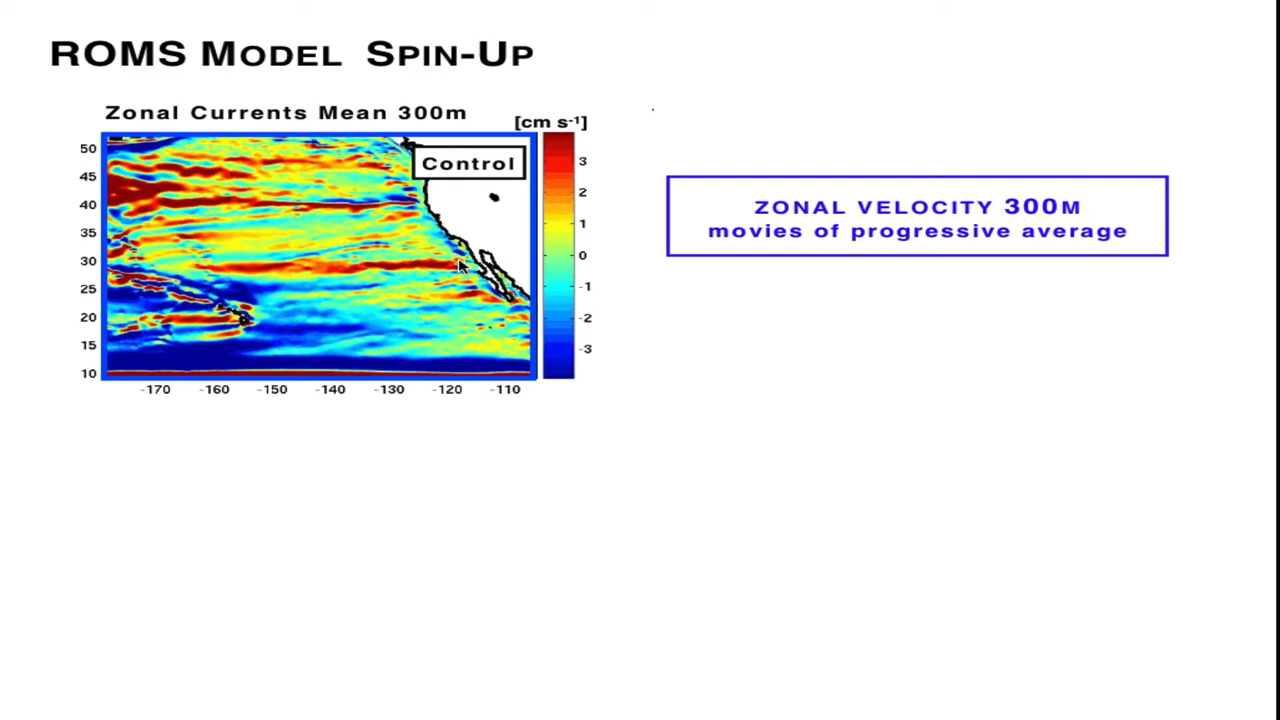 ROMS MODEL SPIN-UP
Zonal Currents Mean 300m
[cm s-1]
Control
50
45
40
35
30
25
20
15
10
3
2
1
0
-1
-2
-3
-170 -160 -150 -140 -130 -120 -110
ZONAL VELOCITY 300M
movies of progressive average